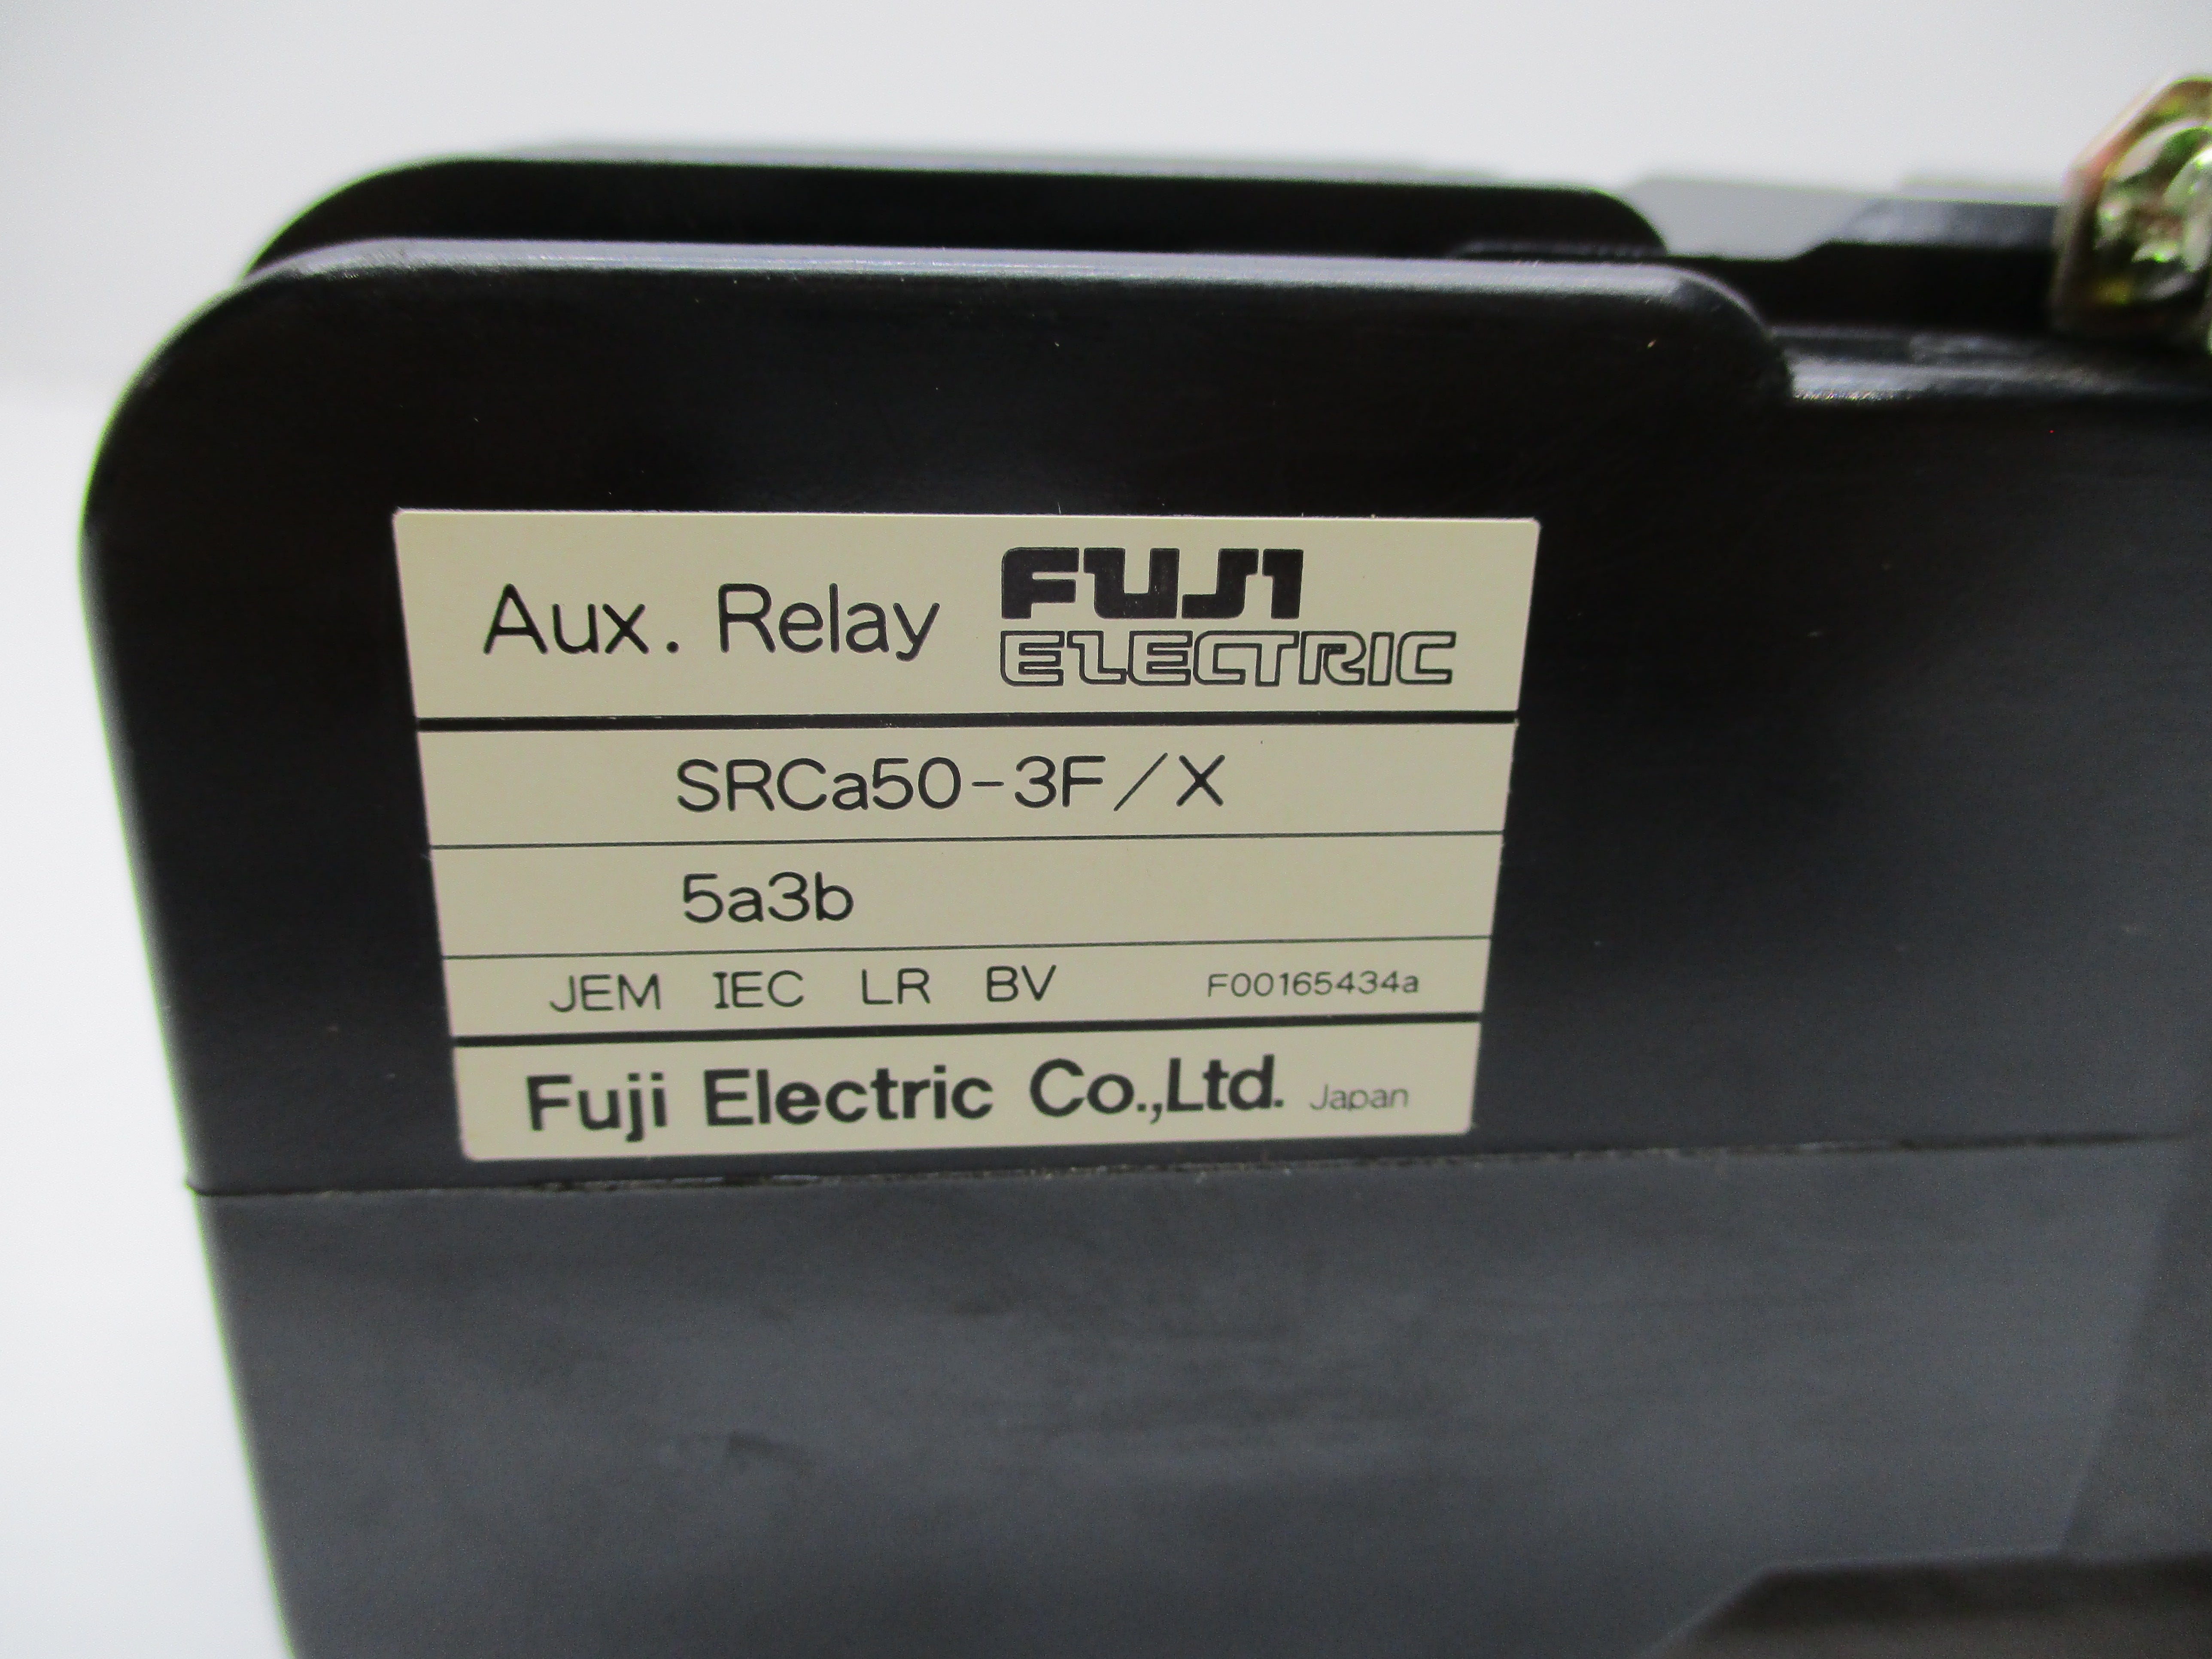 Aux. Relay FUJI ELECTRIC
SRCa50-3F/X
5a3b
JEM IEC LR BV F00165434a
Fuji Electric Co.,Ltd. Japan